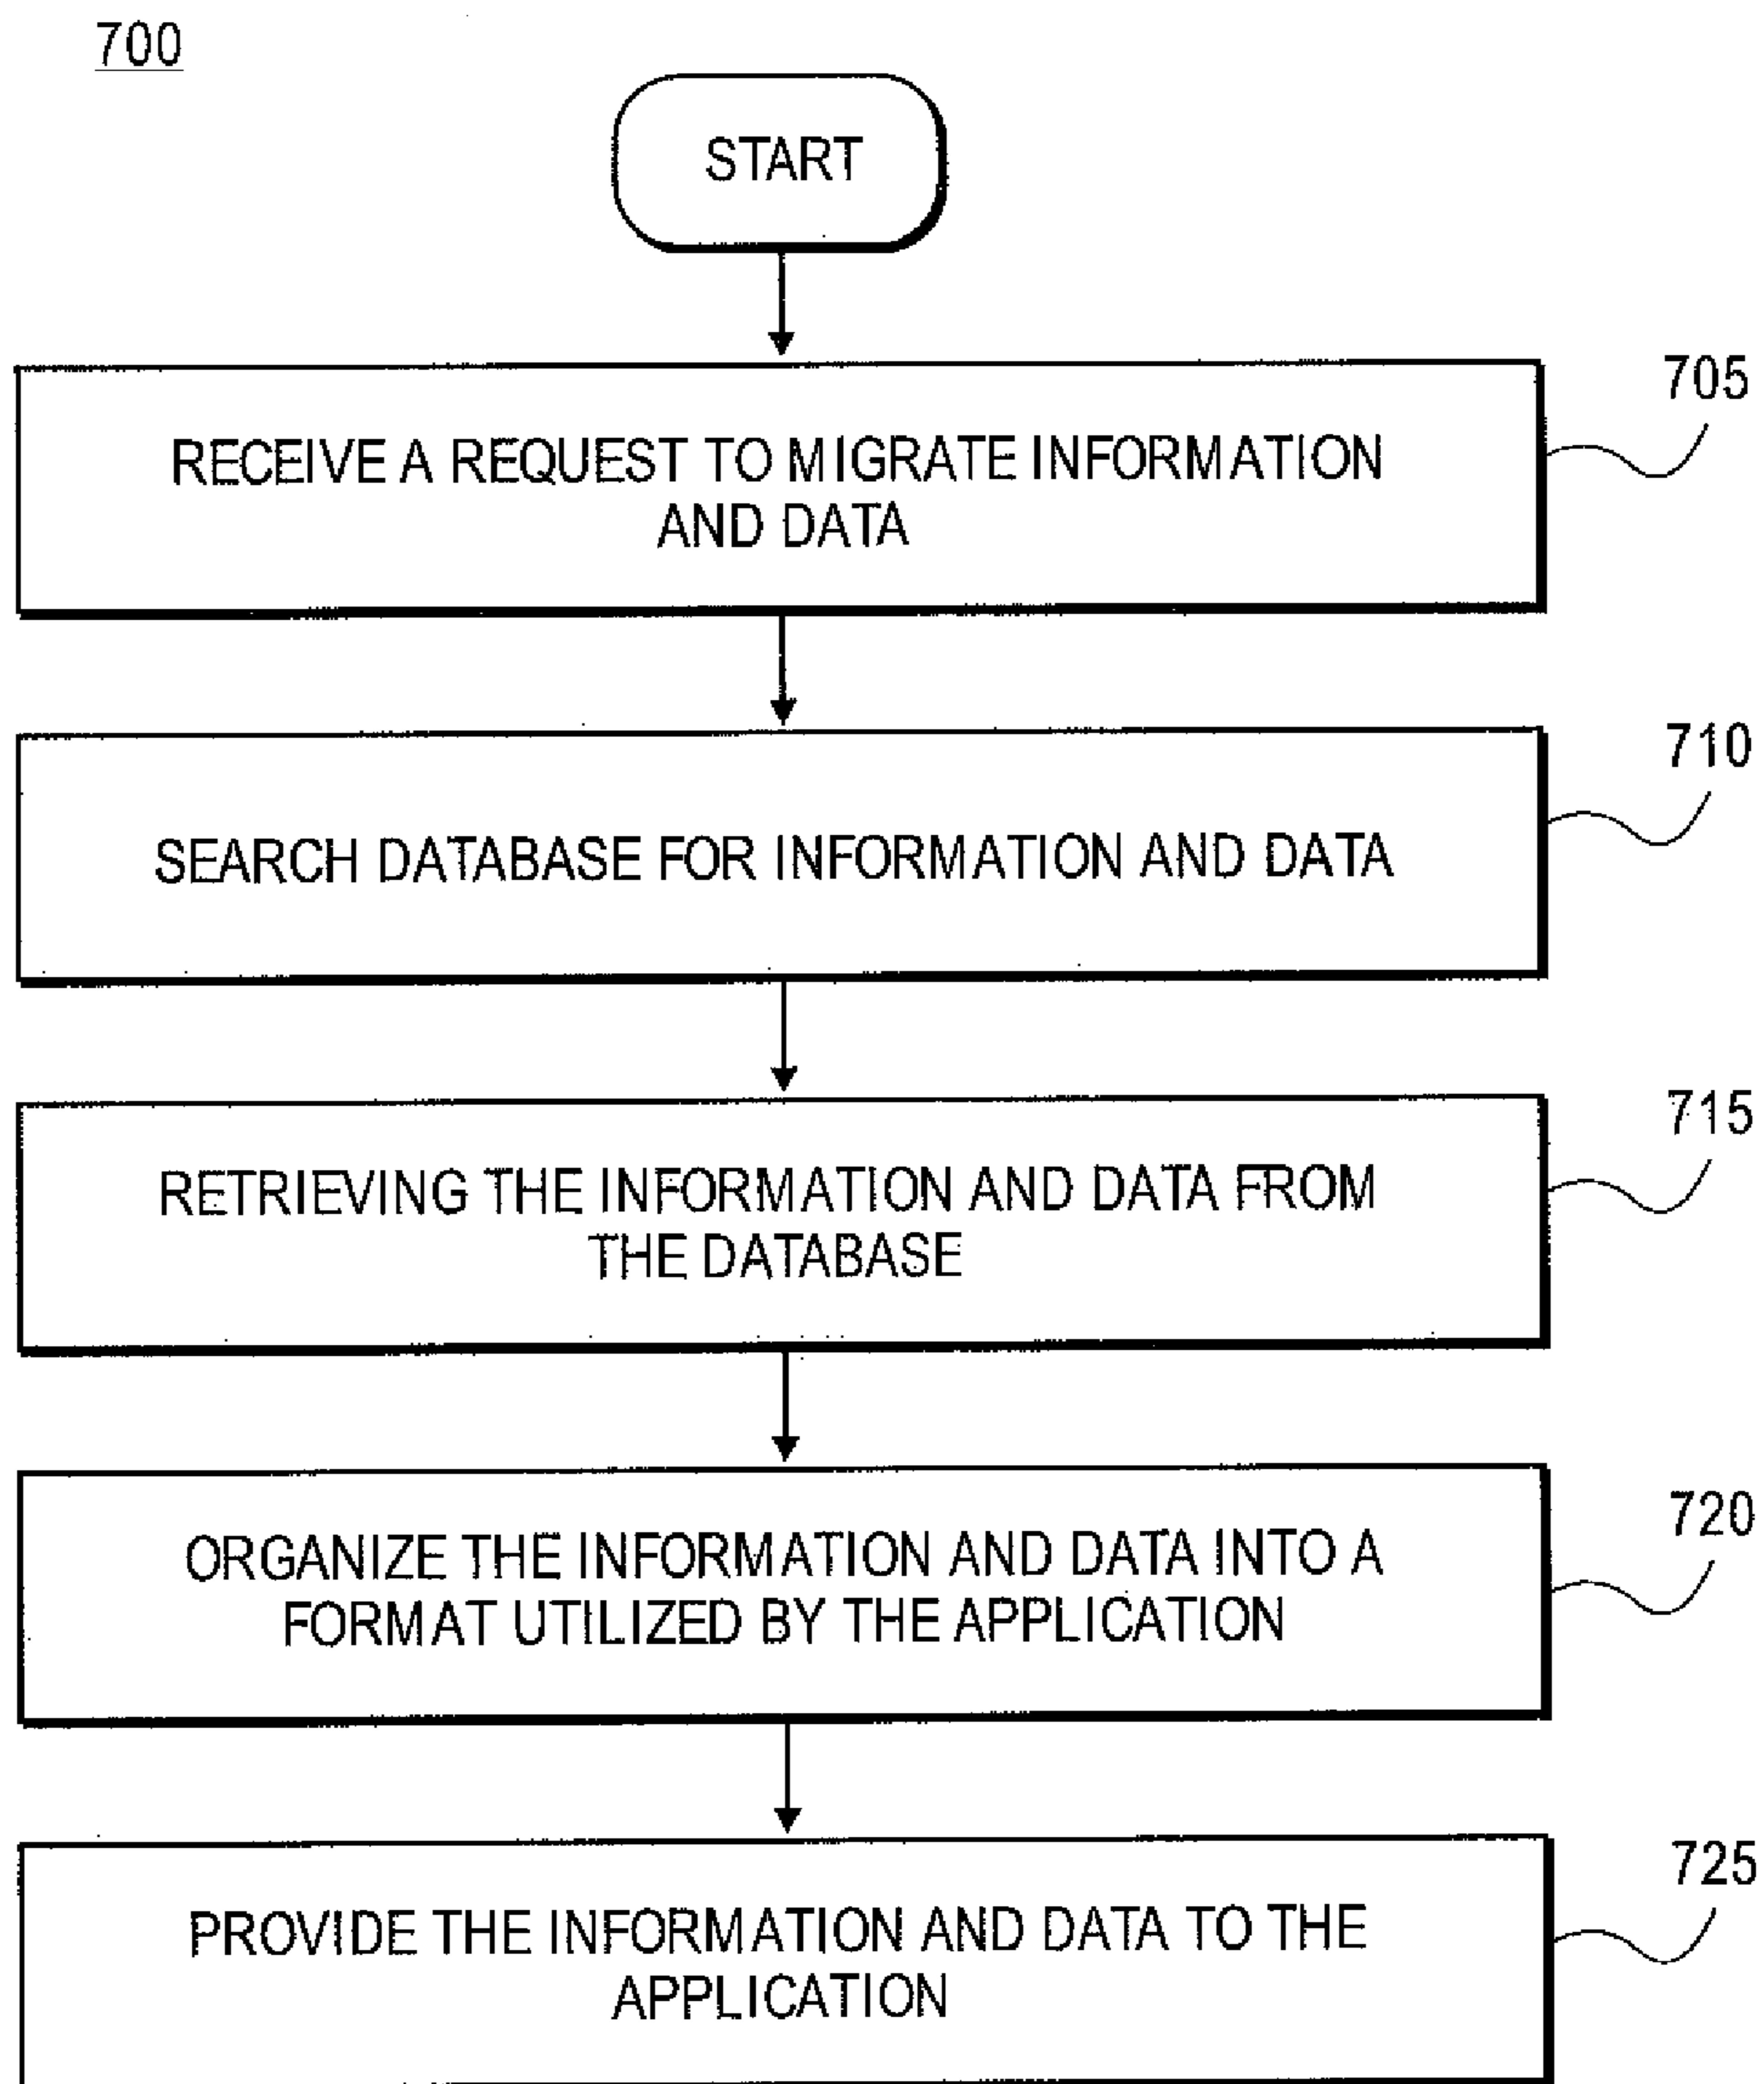 700
START
705
RECEIVE A REQUEST TO MIGRATE INFORMATION
AND DATA
710
SEARCH DATABASE FOR INFORMATION AND DATA
715
RETRIEVING THE INFORMATION AND DATA FROM
THE DATABASE
720
ORGANIZE THE INFORMATION AND DATA INTO A
FORMAT UTILIZED BY THE APPLICATION
725
PROVIDE THE INFORMATION AND DATA TO THE
APPLICATION